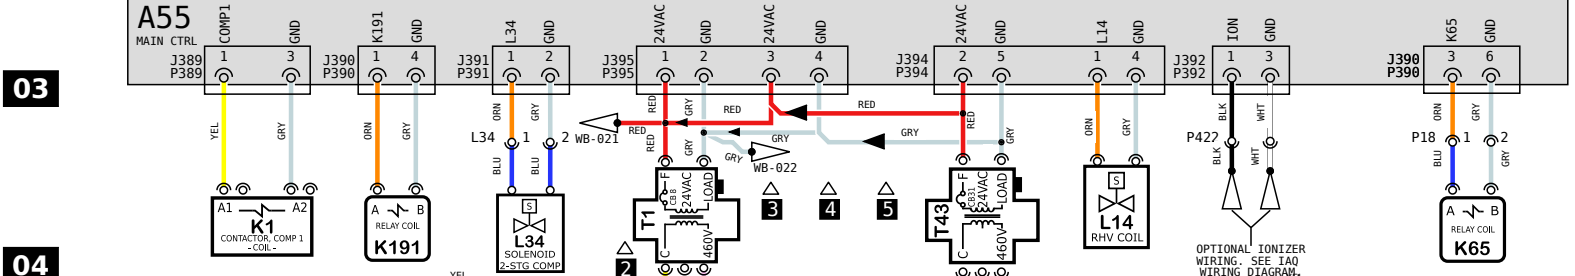 A55
MAIN CTRL
COMP1 GND K191 GND L34 GND 24VAC GND 24VAC GND 24VAC GND L14 GND ION GND K65 GND
J389 1 3 J390 1 4 J391 1 2 J395 1 2 3 4 J394 2 5 1 4 J392 1 3 J390 3 6
P389 P390 P391 P395 P394 P392 P390
03
YEL GRY ORN GRY ORN GRY RED GRY RED RED RED GRY ORN GRY BLK WHT ORN GRY
L34 1 2 WB-021 RED RED GRY GRY GRY GRY WB-022 P422 P18 1 2
BLU BLU BLK WHT BLU GRY
A1 A2
K1
CONTACTOR, COMP 1
- COIL -
A B
RELAY COIL
K191
S
L34
SOLENOID
2-STG COMP
T1
F CB8 24VAC LOAD
C 460V
2
3
4
5
T43
F CB31 24VAC LOAD
C 460V
S
L14
RHV COIL
OPTIONAL IONIZER
WIRING. SEE IAQ
WIRING DIAGRAM.
A B
RELAY COIL
K65
04
YEL